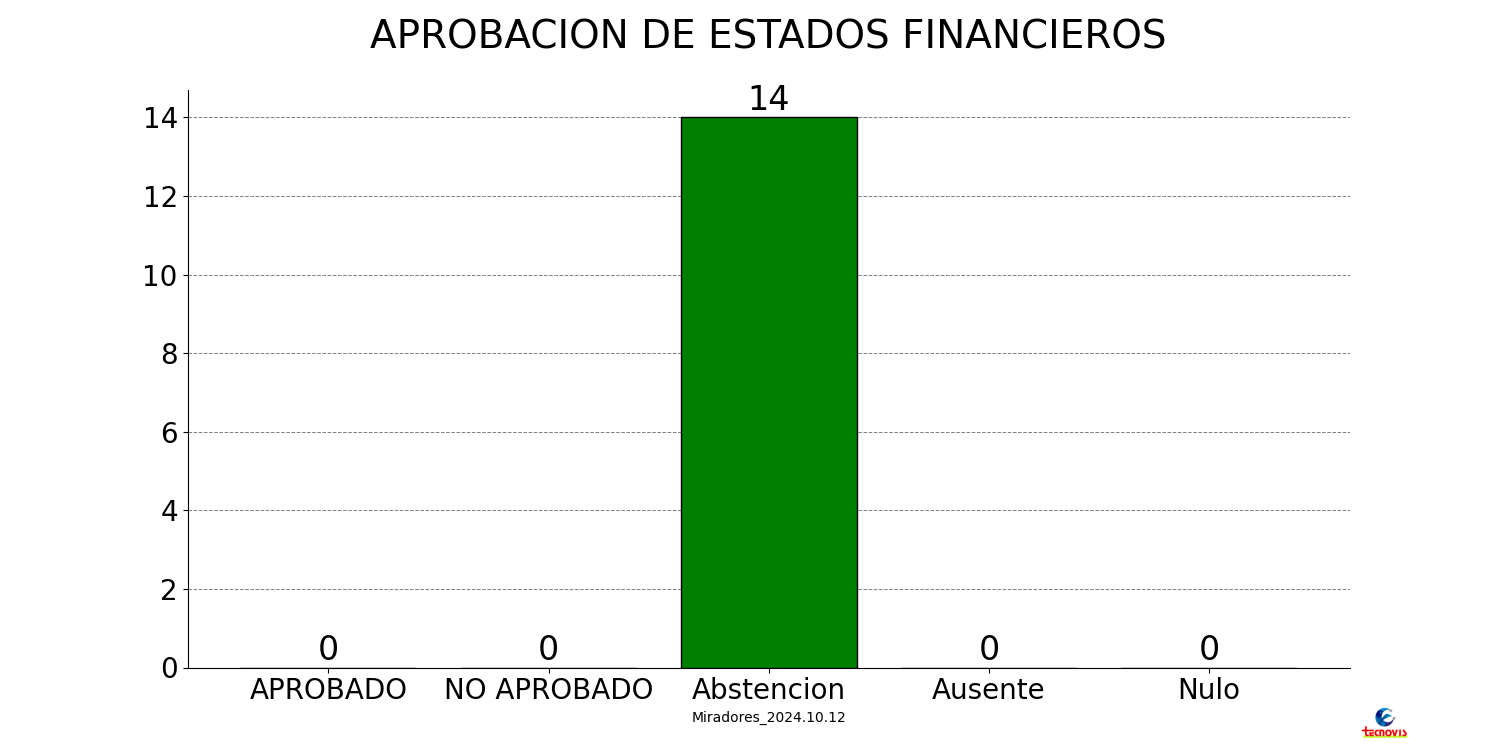 APROBACION DE ESTADOS FINANCIEROS
14
14
12
10
8
6
4
2
0
0 0 0 0
APROBADO NO APROBADO Abstencion Ausente Nulo
Miradores_2024.10.12
tecnovis